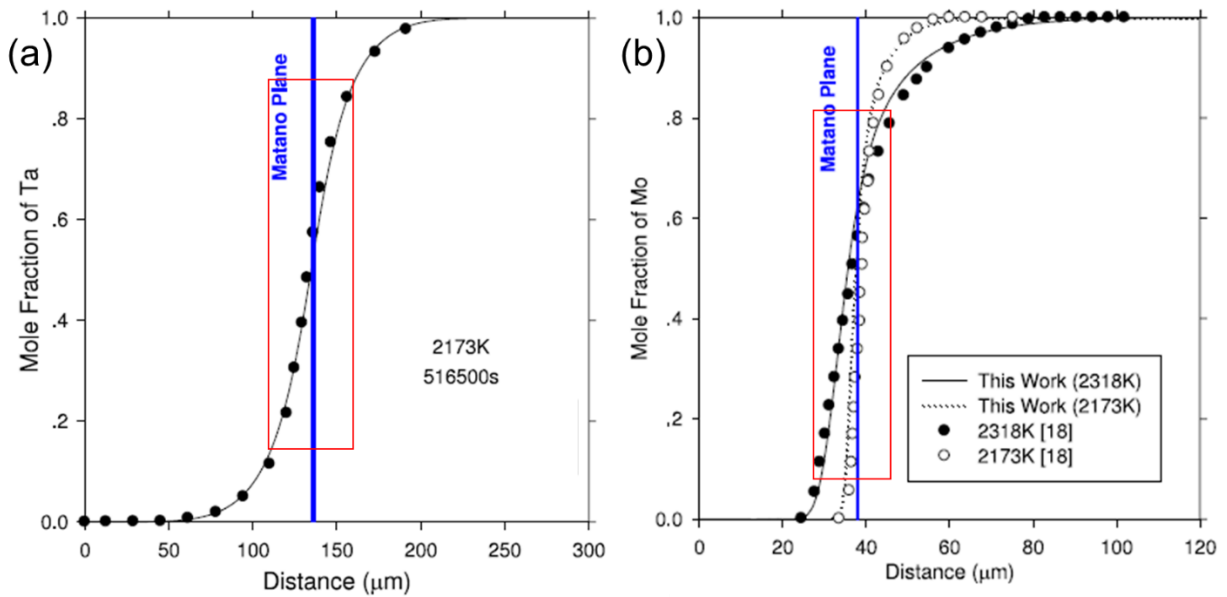 (a)
1.0
.8
.6
.4
.2
0.0
Mole Fraction of Ta
Matano Plane
2173K
516500s
0
50
100
150
200
250
300
Distance (μm)
(b)
1.0
.8
.6
.4
.2
0.0
Mole Fraction of Mo
Matano Plane
This Work (2318K)
This Work (2173K)
2318K [18]
2173K [18]
0
20
40
60
80
100
120
Distance (μm)